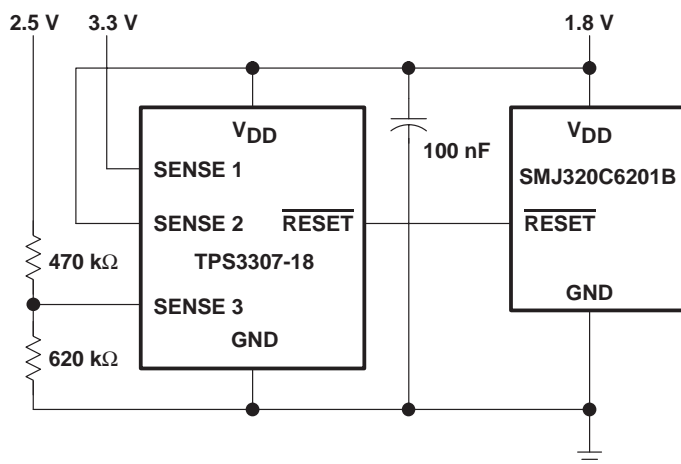 2.5 V 3.3 V 1.8 V
VDD
SENSE 1
SENSE 2
RESET
TPS3307-18
SENSE 3
GND
100 nF
VDD
SMJ320C6201B
RESET
GND
470 kΩ
620 kΩ